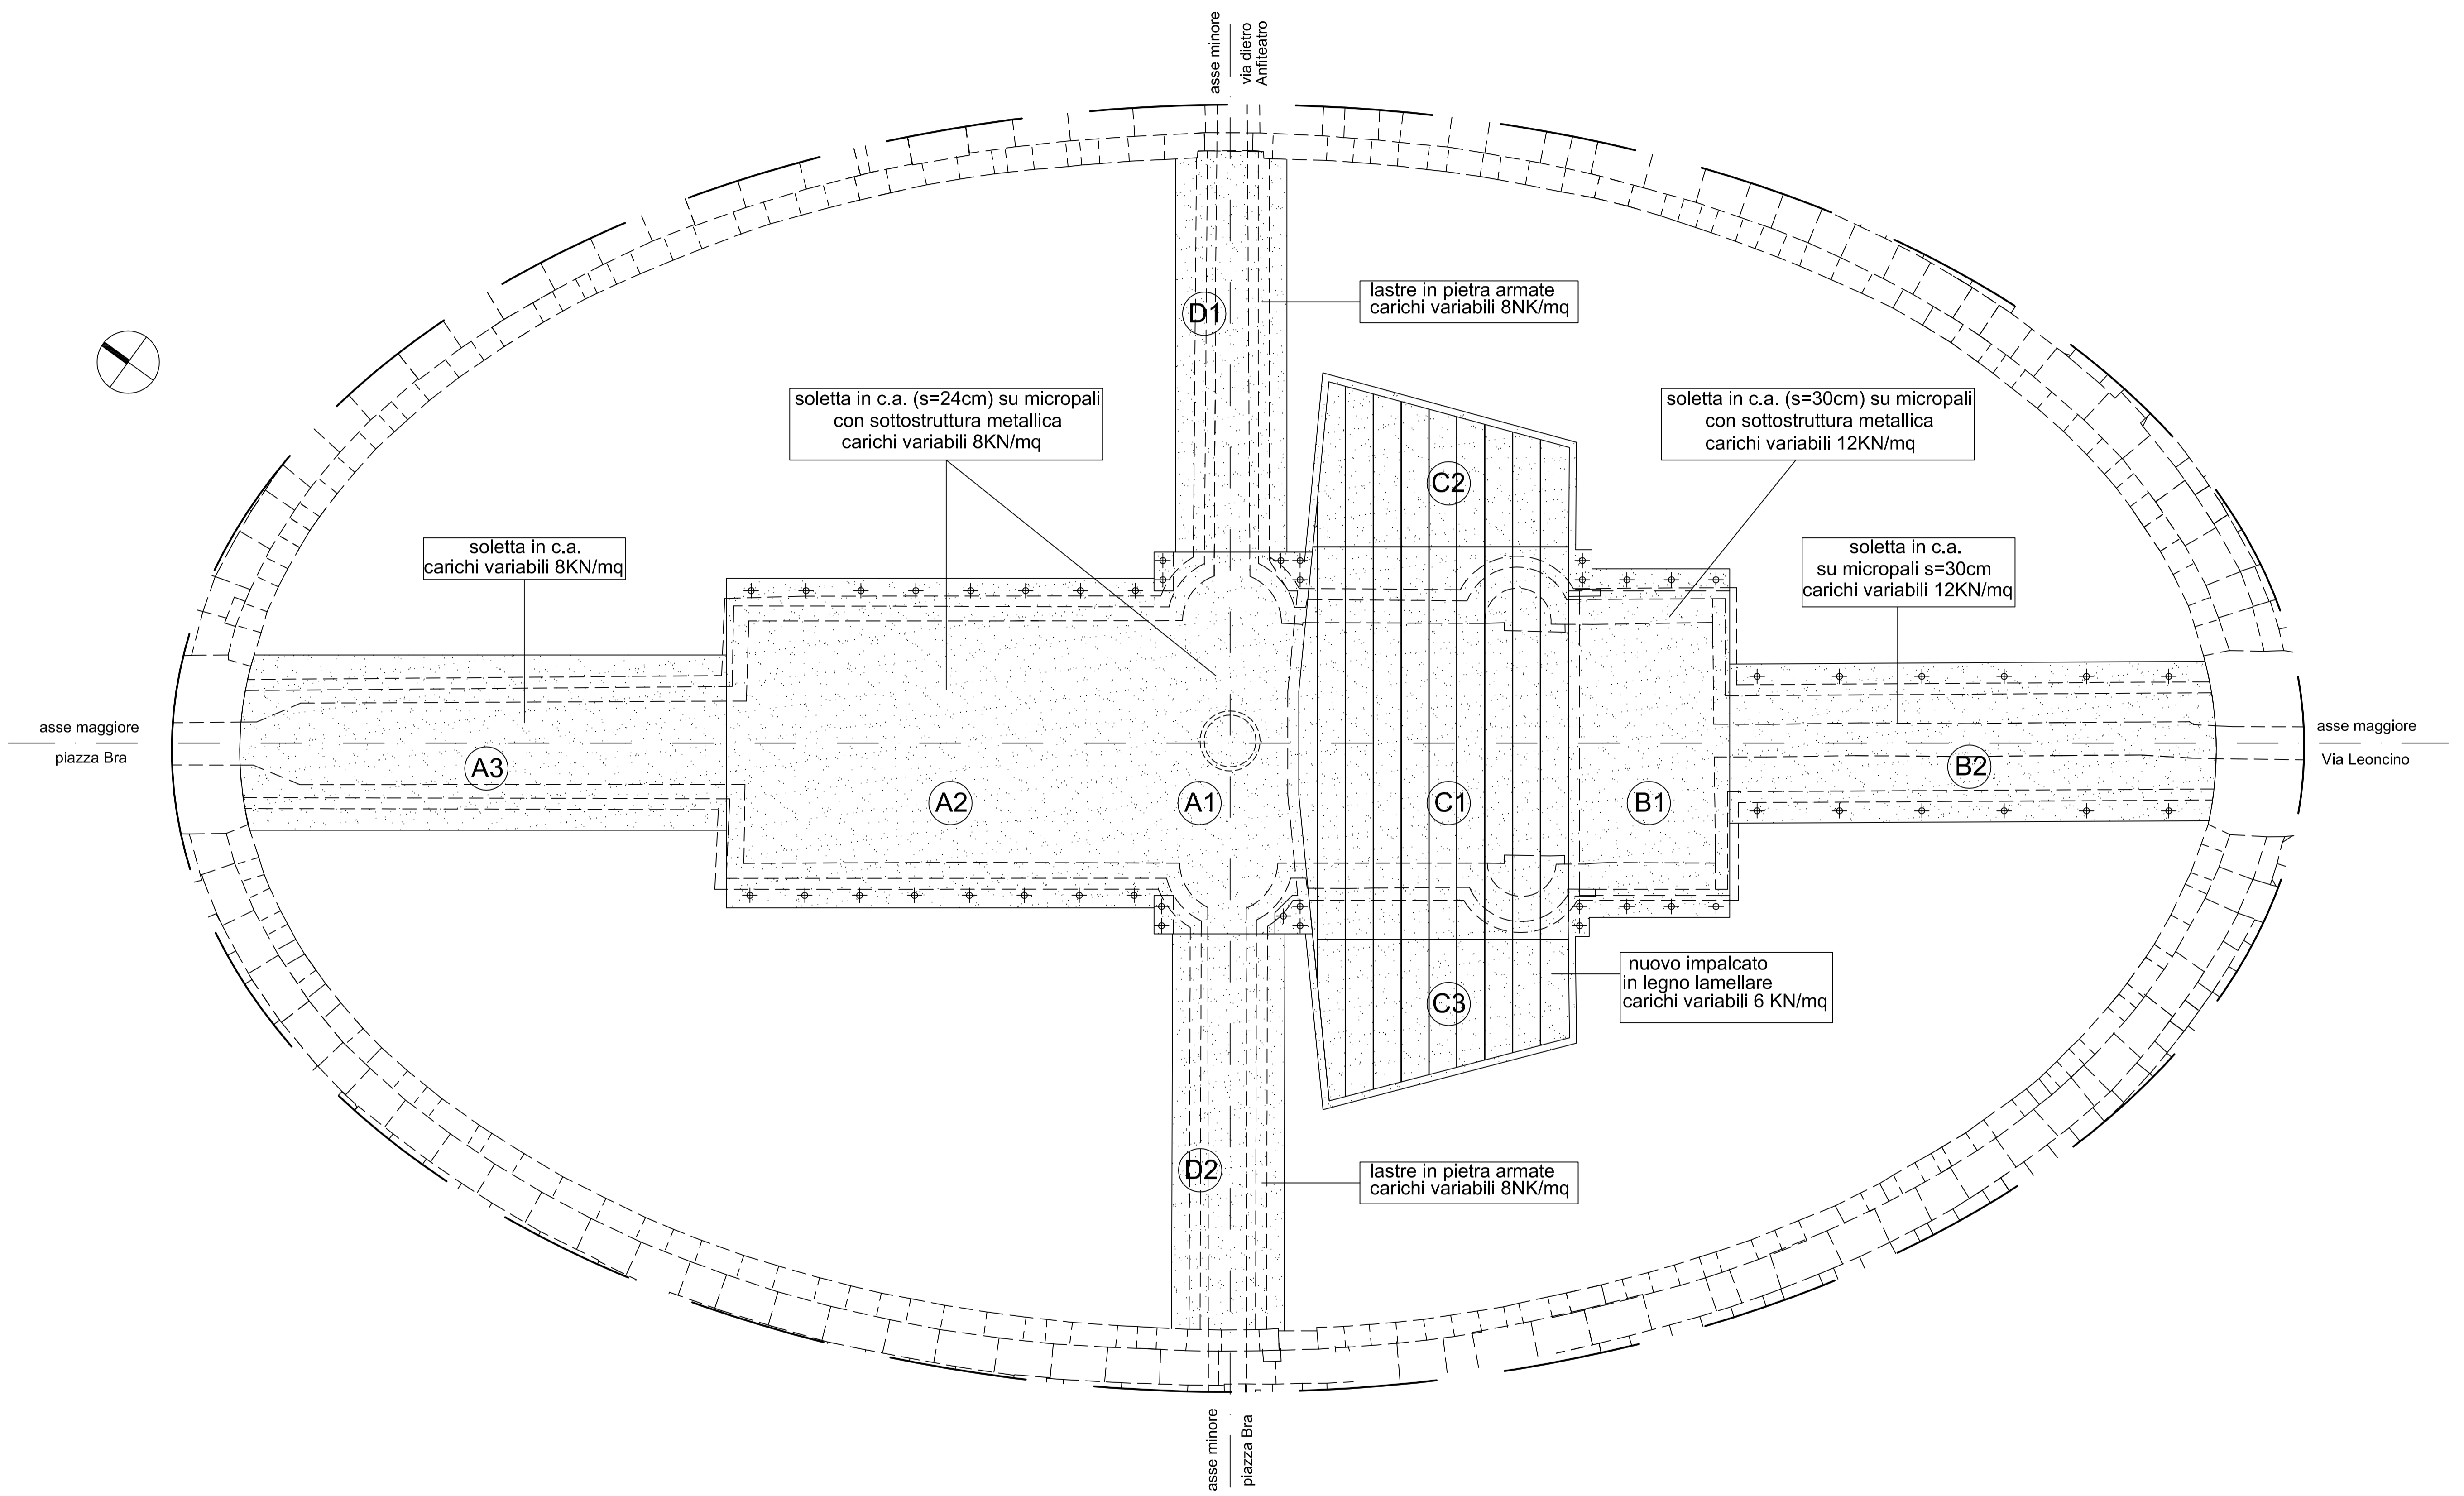 asse minore
via dietro
Anfiteatro
lastre in pietra armate
carichi variabili 8NK/mq
D1
soletta in c.a. (s=24cm) su micropali
con sottostruttura metallica
carichi variabili 8KN/mq
soletta in c.a. (s=30cm) su micropali
con sottostruttura metallica
carichi variabili 12KN/mq
C2
soletta in c.a.
carichi variabili 8KN/mq
soletta in c.a.
su micropali s=30cm
carichi variabili 12KN/mq
asse maggiore
piazza Bra
asse maggiore
Via Leoncino
A3
A2
A1
C1
B1
B2
nuovo impalcato
in legno lamellare
carichi variabili 6 KN/mq
C3
D2
lastre in pietra armate
carichi variabili 8NK/mq
asse minore
piazza Bra